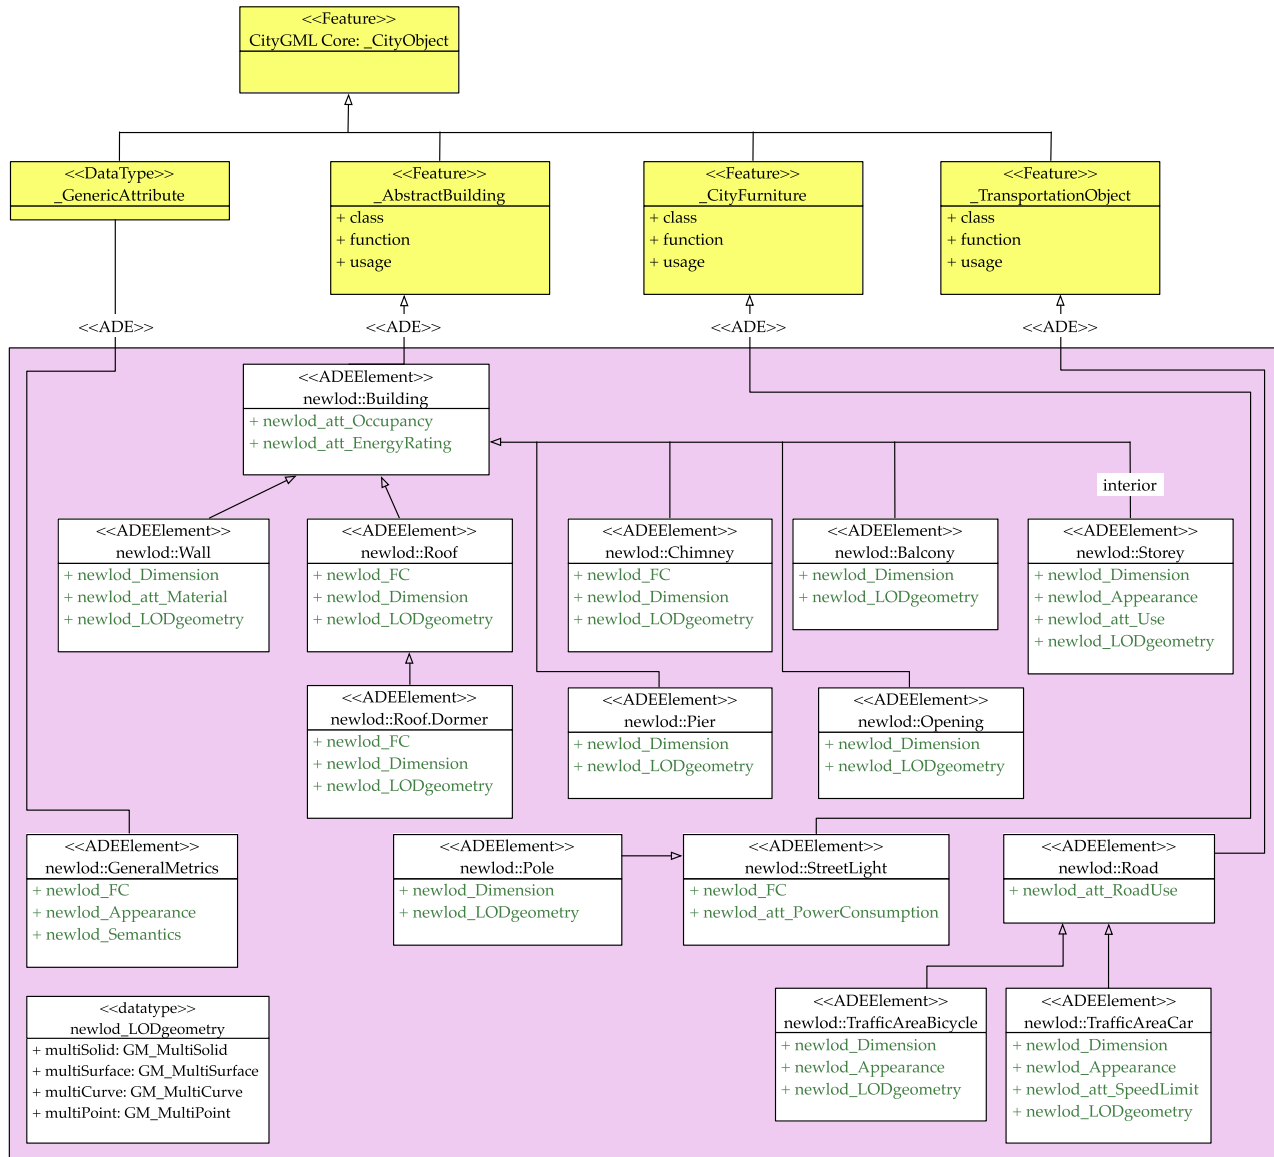 <<Feature>>
CityGML Core: _CityObject
<<DataType>>
_GenericAttribute
<<Feature>>
_AbstractBuilding
+ class
+ function
+ usage
<<Feature>>
_CityFurniture
+ class
+ function
+ usage
<<Feature>>
_TransportationObject
+ class
+ function
+ usage
<<ADE>>
<<ADE>>
<<ADE>>
<<ADE>>
<<ADEElement>>
newlod::Building
+ newlod_att_Occupancy
+ newlod_att_EnergyRating
interior
<<ADEElement>>
newlod::Wall
+ newlod_Dimension
+ newlod_att_Material
+ newlod_LODgeometry
<<ADEElement>>
newlod::Roof
+ newlod_FC
+ newlod_Dimension
+ newlod_LODgeometry
<<ADEElement>>
newlod::Chimney
+ newlod_FC
+ newlod_Dimension
+ newlod_LODgeometry
<<ADEElement>>
newlod::Balcony
+ newlod_Dimension
+ newlod_LODgeometry
<<ADEElement>>
newlod::Storey
+ newlod_Dimension
+ newlod_Appearance
+ newlod_att_Use
+ newlod_LODgeometry
<<ADEElement>>
newlod::Roof.Dormer
+ newlod_FC
+ newlod_Dimension
+ newlod_LODgeometry
<<ADEElement>>
newlod::Pier
+ newlod_Dimension
+ newlod_LODgeometry
<<ADEElement>>
newlod::Opening
+ newlod_Dimension
+ newlod_LODgeometry
<<ADEElement>>
newlod::GeneralMetrics
+ newlod_FC
+ newlod_Appearance
+ newlod_Semantics
<<ADEElement>>
newlod::Pole
+ newlod_Dimension
+ newlod_LODgeometry
<<ADEElement>>
newlod::StreetLight
+ newlod_FC
+ newlod_att_PowerConsumption
<<ADEElement>>
newlod::Road
+ newlod_att_RoadUse
<<datatype>>
newlod_LODgeometry
+ multiSolid: GM_MultiSolid
+ multiSurface: GM_MultiSurface
+ multiCurve: GM_MultiCurve
+ multiPoint: GM_MultiPoint
<<ADEElement>>
newlod::TrafficAreaBicycle
+ newlod_Dimension
+ newlod_Appearance
+ newlod_LODgeometry
<<ADEElement>>
newlod::TrafficAreaCar
+ newlod_Dimension
+ newlod_Appearance
+ newlod_att_SpeedLimit
+ newlod_LODgeometry